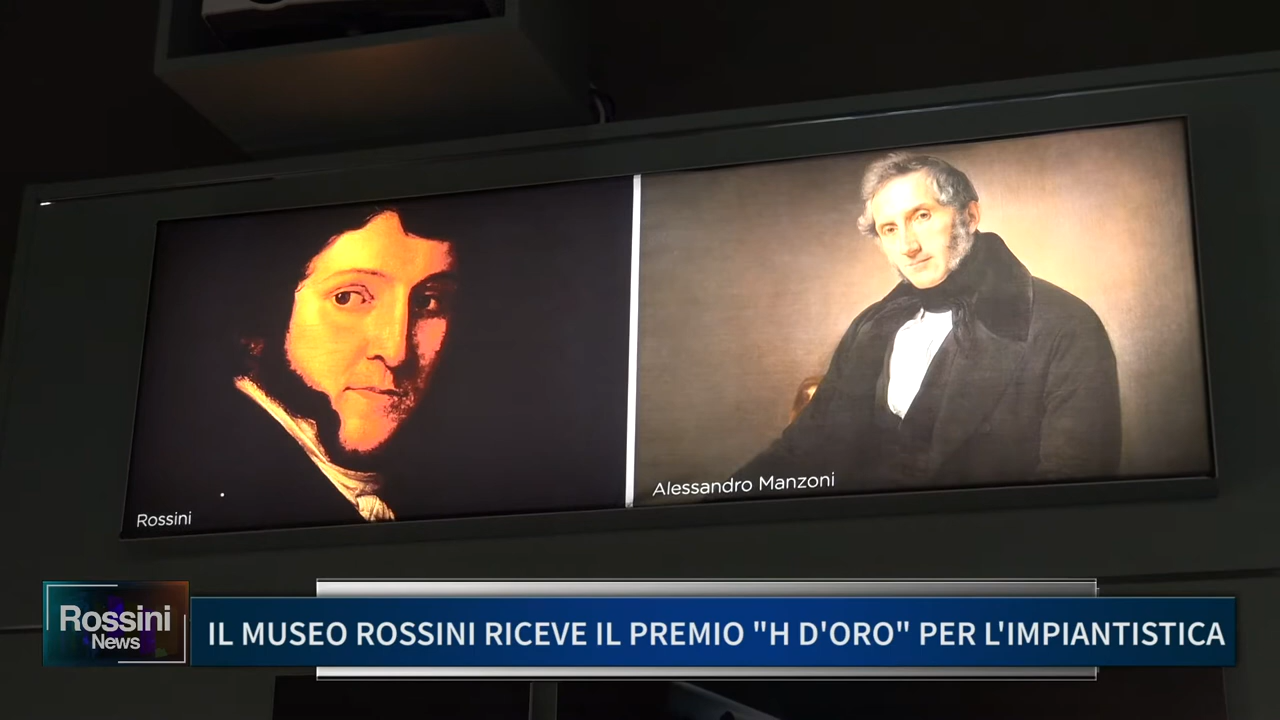 Rossini
Alessandro Manzoni
Rossini
News
IL MUSEO ROSSINI RICEVE IL PREMIO "H D'ORO" PER L'IMPIANTISTICA